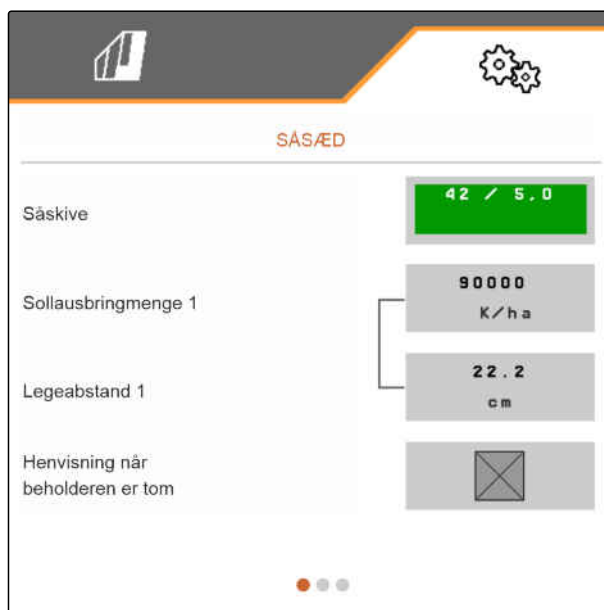 SÅSÆD
Såskive
42 / 5,0
Sollausbringmenge 1
90000
K/ha
Legeabstand 1
22.2
cm
Henvisning når
beholderen er tom